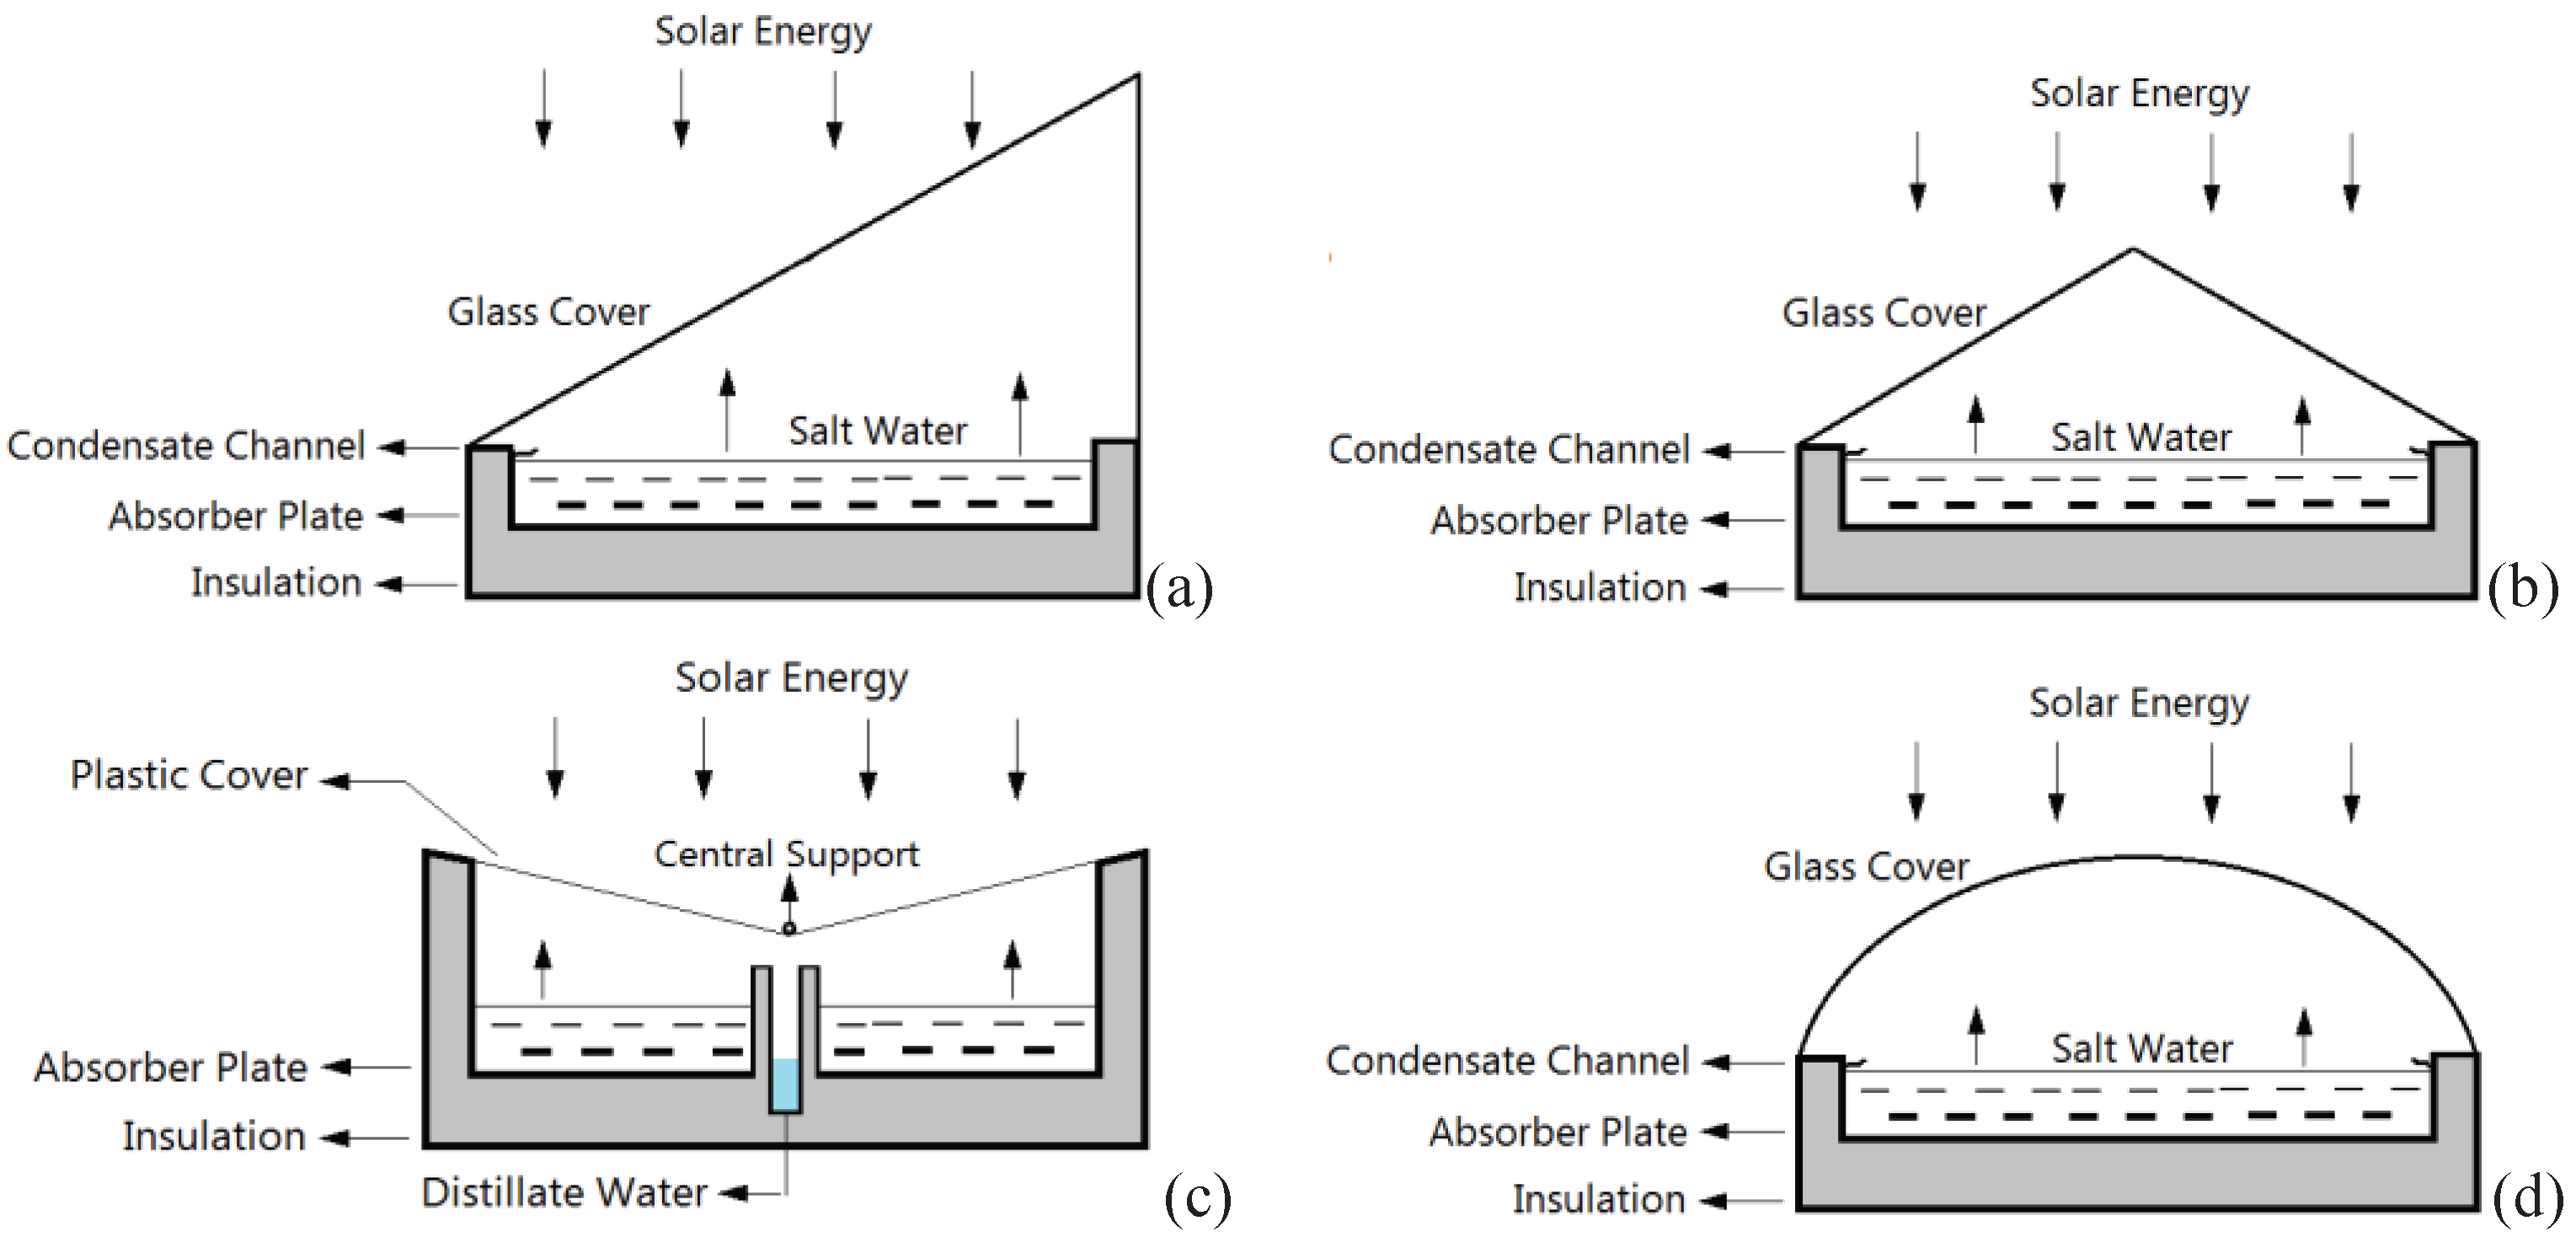 Solar Energy
Glass Cover
Salt Water
Condensate Channel
Absorber Plate
Insulation
(a)
Solar Energy
Glass Cover
Salt Water
Condensate Channel
Absorber Plate
Insulation
(b)
Solar Energy
Plastic Cover
Central Support
Absorber Plate
Insulation
Distillate Water
(c)
Solar Energy
Glass Cover
Salt Water
Condensate Channel
Absorber Plate
Insulation
(d)